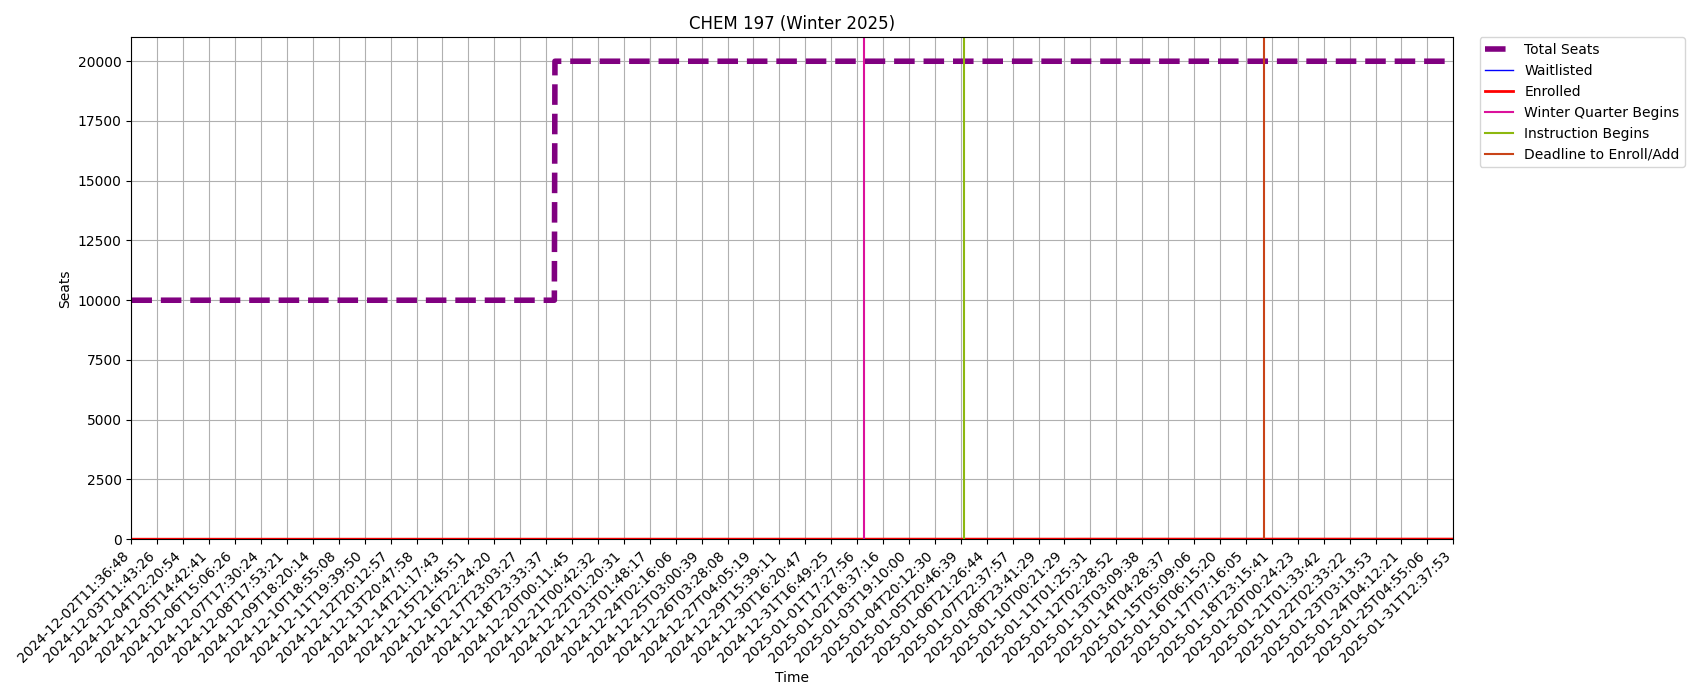 CHEM 197 (Winter 2025)
Total Seats
Waitlisted
Enrolled
Winter Quarter Begins
Instruction Begins
Deadline to Enroll/Add
Seats
20000
17500
15000
12500
10000
7500
5000
2500
0
2024-12-02T11:36:48
2024-12-03T11:43:26
2024-12-04T12:20:54
2024-12-05T14:42:41
2024-12-06T15:06:26
2024-12-07T17:30:24
2024-12-08T17:53:21
2024-12-09T18:20:14
2024-12-10T18:55:08
2024-12-11T19:39:50
2024-12-12T20:12:57
2024-12-13T20:47:58
2024-12-14T21:17:43
2024-12-15T21:45:51
2024-12-16T22:24:20
2024-12-17T23:03:27
2024-12-18T23:33:37
2024-12-20T00:11:45
2024-12-21T00:42:32
2024-12-22T01:20:31
2024-12-23T01:48:17
2024-12-24T02:16:06
2024-12-25T03:00:39
2024-12-26T03:28:08
2024-12-27T04:05:19
2024-12-29T15:39:11
2024-12-30T16:20:47
2024-12-31T16:49:25
2025-01-01T17:27:56
2025-01-02T18:37:16
2025-01-03T19:10:00
2025-01-04T20:12:30
2025-01-05T20:46:39
2025-01-06T21:26:44
2025-01-07T22:37:57
2025-01-08T23:41:29
2025-01-10T00:21:29
2025-01-11T01:25:31
2025-01-12T02:28:52
2025-01-13T03:09:38
2025-01-14T04:28:37
2025-01-15T05:09:06
2025-01-16T06:15:20
2025-01-17T07:16:05
2025-01-18T23:15:41
2025-01-20T00:24:23
2025-01-21T01:33:42
2025-01-22T02:33:22
2025-01-23T03:13:53
2025-01-24T04:12:21
2025-01-25T04:55:06
2025-01-31T12:37:53
Time